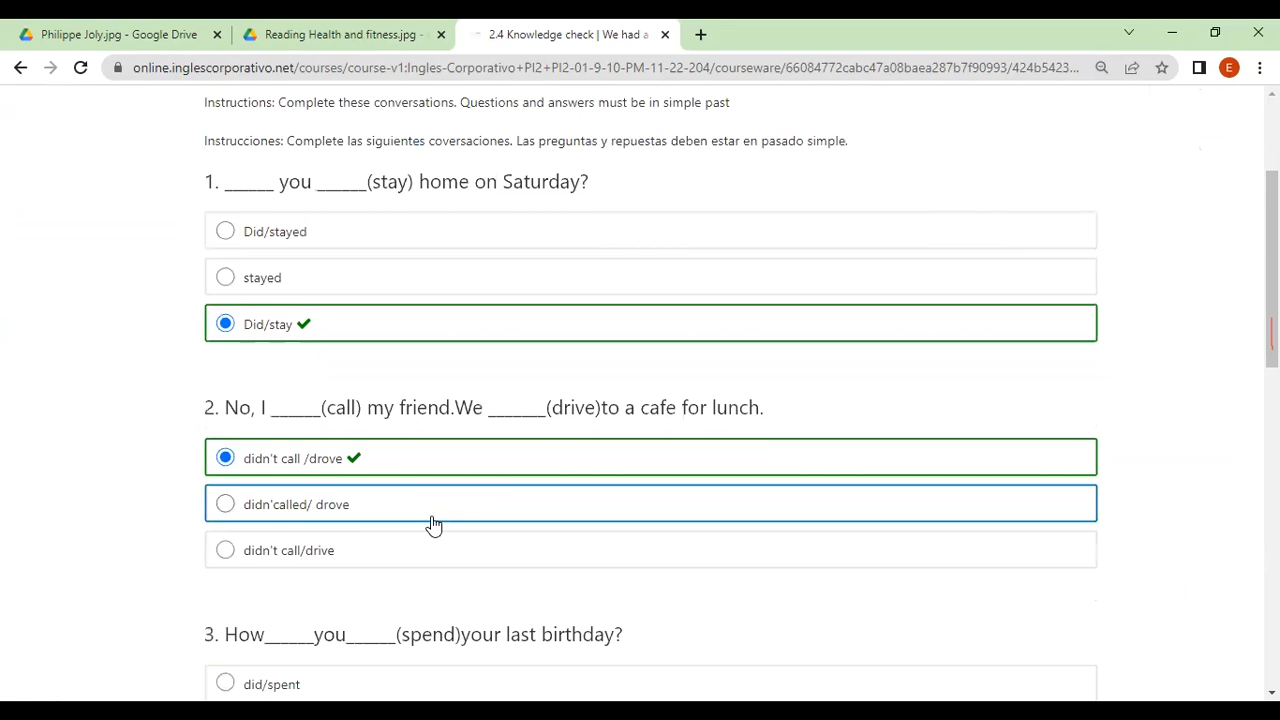 Philippe Joly.jpg - Google Drive
Reading Health and fitness.jpg -
2.4 Knowledge check | We had a
online.inglescorporativo.net/courses/course-v1:Ingles-Corporativo+PI2+PI2-01-9-10-PM-11-22-204/courseware/66084772cabc47a08baea287b7f90993/424b5423...
E
Instructions: Complete these conversations. Questions and answers must be in simple past
Instrucciones: Complete las siguientes coversaciones. Las preguntas y repuestas deben estar en pasado simple.
1. ______ you ______(stay) home on Saturday?
Did/stayed
stayed
Did/stay
2. No, I ______(call) my friend.We _______(drive)to a cafe for lunch.
didn't call /drove
didn'called/ drove
didn't call/drive
3. How______you______(spend)your last birthday?
did/spent